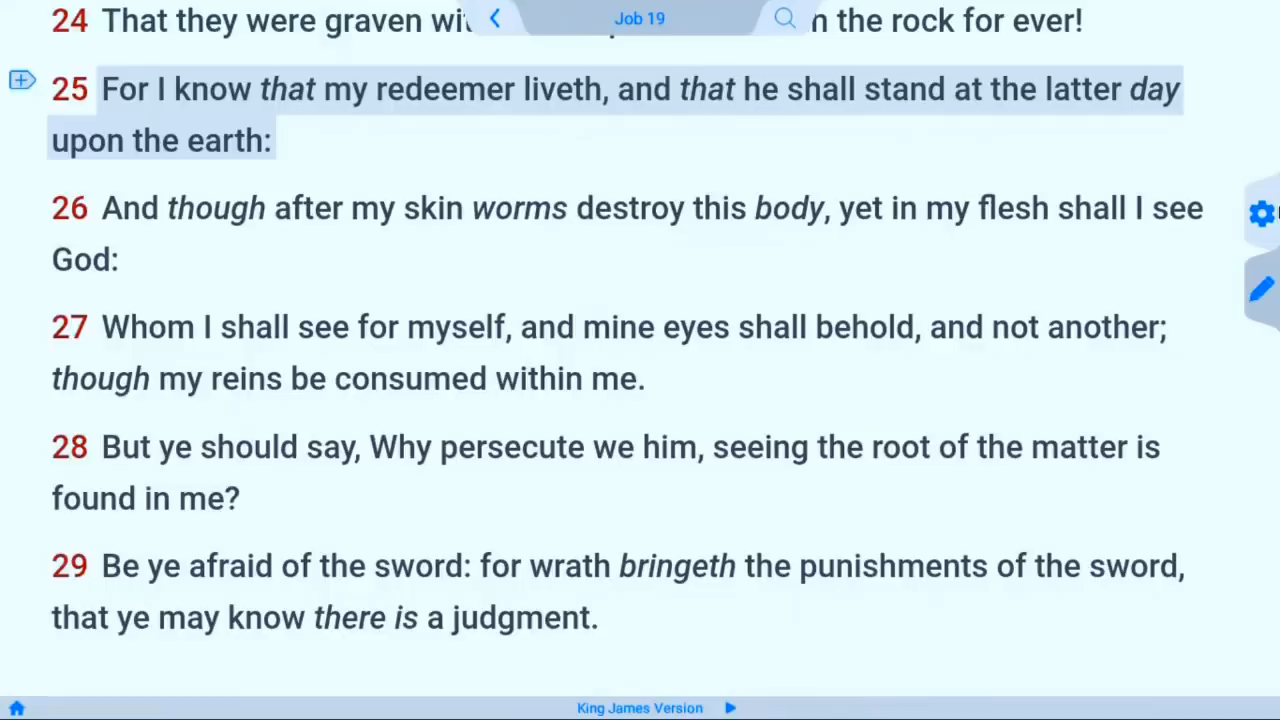 Job 19
24 That they were graven the rock for ever!
25 For I know that my redeemer liveth, and that he shall stand at the latter day
upon the earth:
26 And though after my skin worms destroy this body, yet in my flesh shall I see
God:
27 Whom I shall see for myself, and mine eyes shall behold, and not another;
though my reins be consumed within me.
28 But ye should say, Why persecute we him, seeing the root of the matter is
found in me?
29 Be ye afraid of the sword: for wrath bringeth the punishments of the sword,
that ye may know there is a judgment.
King James Version